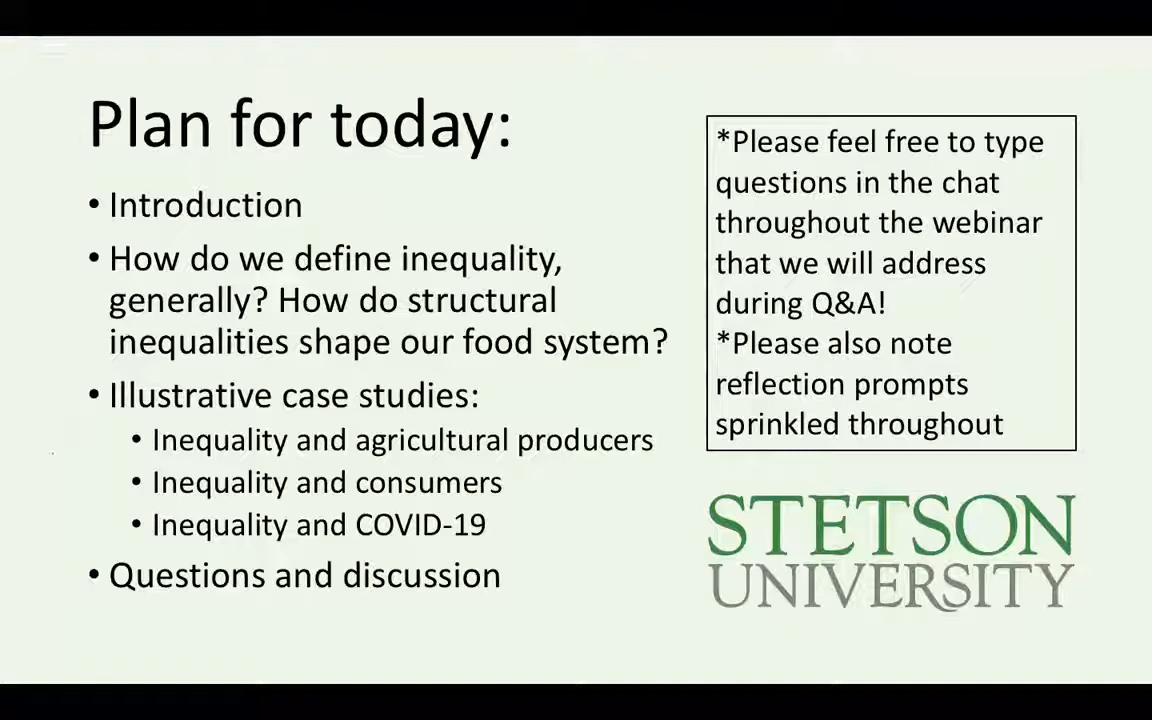 Plan for today:
• Introduction
• How do we define inequality,
generally? How do structural
inequalities shape our food system?
• Illustrative case studies:
• Inequality and agricultural producers
• Inequality and consumers
• Inequality and COVID-19
• Questions and discussion
*Please feel free to type
questions in the chat
throughout the webinar
that we will address
during Q&A!
*Please also note
reflection prompts
sprinkled throughout
STETSON
UNIVERSITY